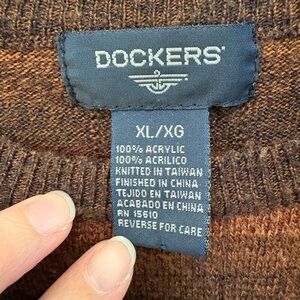 DOCKERS®
XL/XG
100% ACRYLIC
100% ACRILICO
KNITTED IN TAIWAN
FINISHED IN CHINA
TEJIDO EN TAIWAN
ACABADO EN CHINA
RN 15610
REVERSE FOR CARE